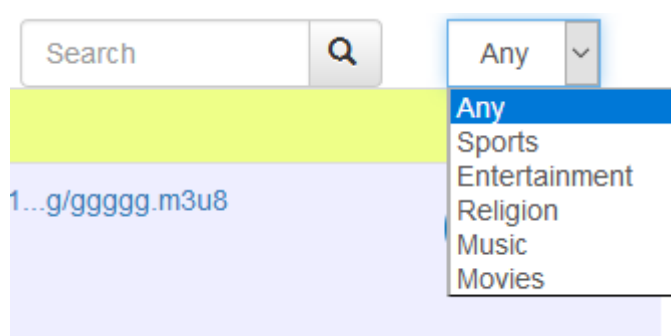 Search
Any
Any
Sports
Entertainment
1...g/ggggg.m3u8
Religion
Music
Movies